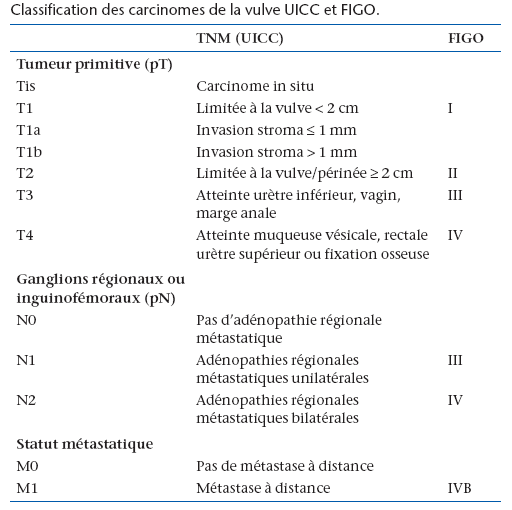 Classification des carcinomes de la vulve UICC et FIGO.
TNM (UICC) FIGO
Tumeur primitive (pT)
Tis Carcinome in situ
T1 Limitée à la vulve < 2 cm I
T1a Invasion stroma ≤ 1 mm
T1b Invasion stroma > 1 mm
T2 Limitée à la vulve/périnée ≥ 2 cm II
T3 Atteinte urètre inférieur, vagin, III
marge anale
T4 Atteinte muqueuse vésicale, rectale IV
urètre supérieur ou fixation osseuse
Ganglions régionaux ou
inguinofémoraux (pN)
N0 Pas d'adénopathie régionale
métastatique
N1 Adénopathies régionales III
métastatiques unilatérales
N2 Adénopathies régionales IV
métastatiques bilatérales
Statut métastatique
M0 Pas de métastase à distance
M1 Métastase à distance IVB